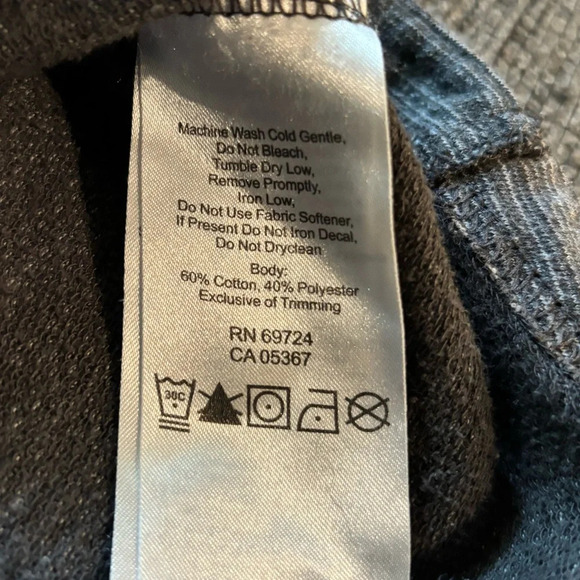 Machine Wash Cold Gentle,
Do Not Bleach,
Tumble Dry Low,
Remove Promptly,
Iron Low,
Do Not Use Fabric Softener,
If Present Do Not Iron Decal,
Do Not Dryclean
Body:
60% Cotton, 40% Polyester
Exclusive of Trimming
RN 69724
CA 05367
30C